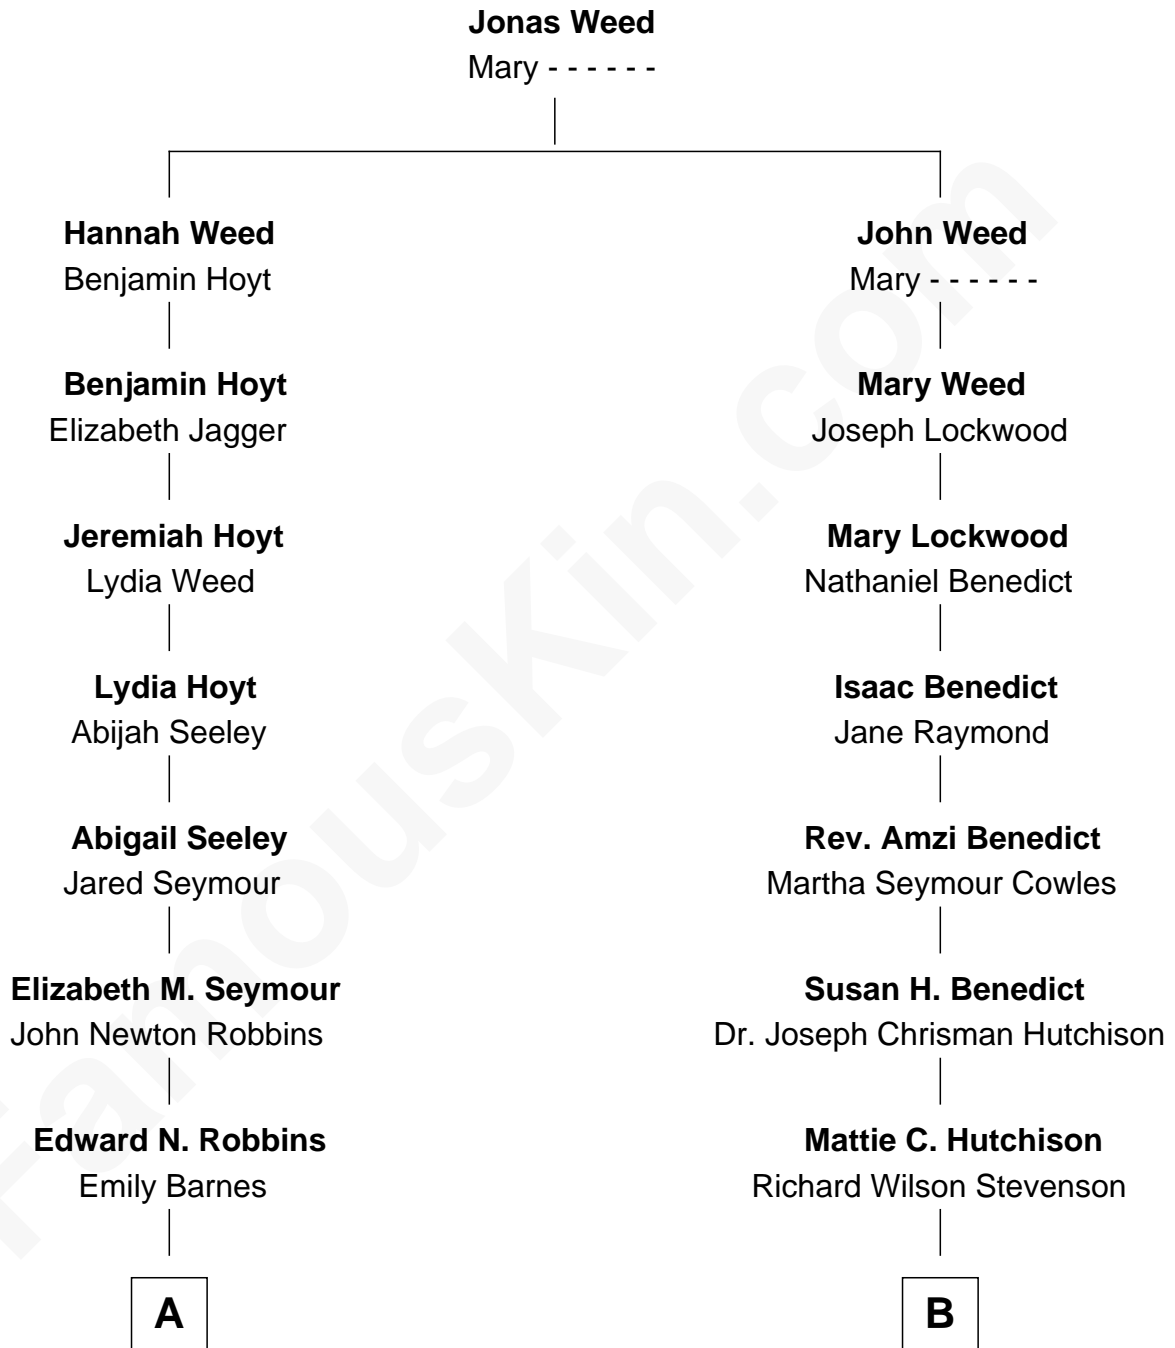 Jonas Weed
Mary - - - - - -
Hannah Weed
Benjamin Hoyt
John Weed
Mary - - - - - -
Benjamin Hoyt
Elizabeth Jagger
Mary Weed
Joseph Lockwood
Jeremiah Hoyt
Lydia Weed
Mary Lockwood
Nathaniel Benedict
Lydia Hoyt
Abijah Seeley
Isaac Benedict
Jane Raymond
Abigail Seeley
Jared Seymour
Rev. Amzi Benedict
Martha Seymour Cowles
Elizabeth M. Seymour
John Newton Robbins
Susan H. Benedict
Dr. Joseph Chrisman Hutchison
Edward N. Robbins
Emily Barnes
Mattie C. Hutchison
Richard Wilson Stevenson
A
B
FamousKin.com